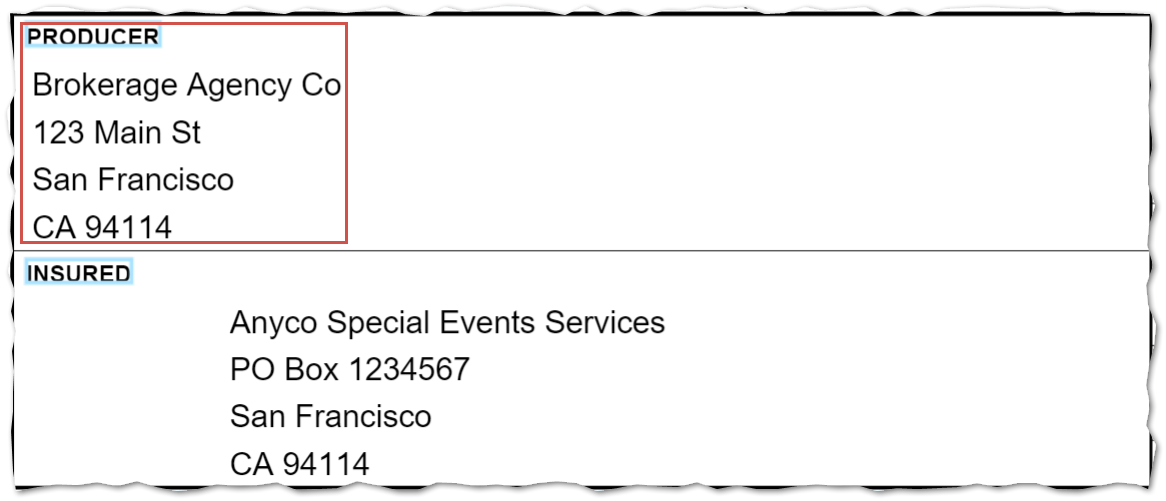 PRODUCER
Brokerage Agency Co
123 Main St
San Francisco
CA 94114
INSURED
Anyco Special Events Services
PO Box 1234567
San Francisco
CA 94114